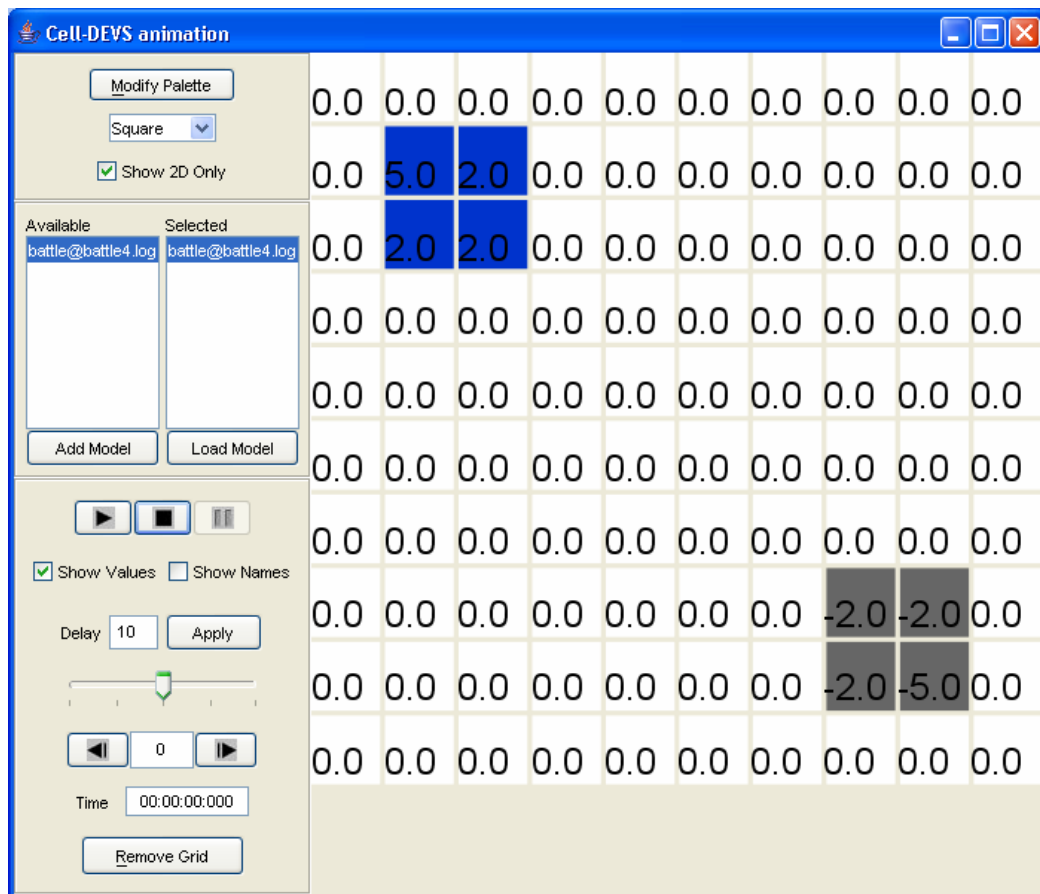 Cell-DEVS animation
Modify Palette
Square
Show 2D Only
Available Selected
battle@battle4.log battle@battle4.log
Add Model Load Model
Show Values Show Names
Delay 10 Apply
0
Time 00:00:00:000
Remove Grid
0.0 0.0 0.0 0.0 0.0 0.0 0.0 0.0 0.0 0.0
0.0 5.0 2.0 0.0 0.0 0.0 0.0 0.0 0.0 0.0
0.0 2.0 2.0 0.0 0.0 0.0 0.0 0.0 0.0 0.0
0.0 0.0 0.0 0.0 0.0 0.0 0.0 0.0 0.0 0.0
0.0 0.0 0.0 0.0 0.0 0.0 0.0 0.0 0.0 0.0
0.0 0.0 0.0 0.0 0.0 0.0 0.0 0.0 0.0 0.0
0.0 0.0 0.0 0.0 0.0 0.0 0.0 0.0 0.0 0.0
0.0 0.0 0.0 0.0 0.0 0.0 0.0 -2.0 -2.0 0.0
0.0 0.0 0.0 0.0 0.0 0.0 0.0 -2.0 -5.0 0.0
0.0 0.0 0.0 0.0 0.0 0.0 0.0 0.0 0.0 0.0